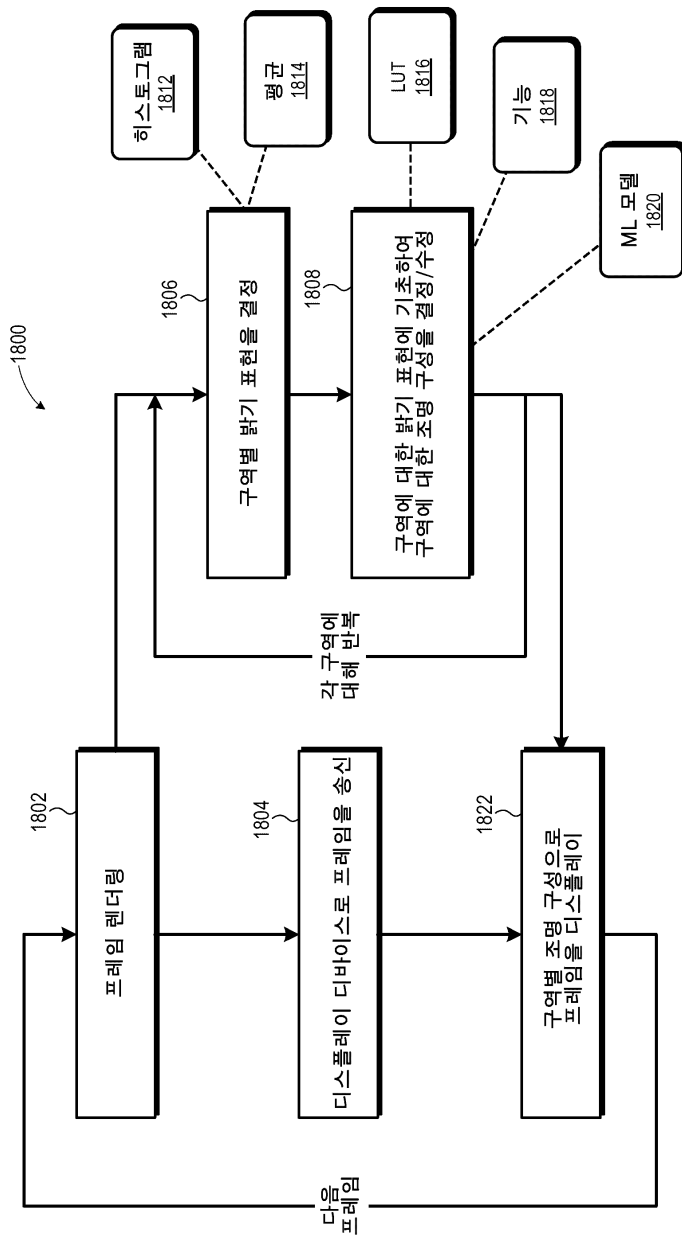 1800
1802
프레임 렌더링
1804
디스플레이 디바이스로 프레임을 송신
1822
구역별 조명 구성으로
프레임을 디스플레이
다음
프레임
각 구역에
대해 반복
1806
구역별 밝기 표현을 결정
1808
구역에 대한 밝기 표현에 기초하여
구역에 대한 조명 구성을 결정/수정
히스토그램
1812
평균
1814
LUT
1816
기능
1818
ML 모델
1820